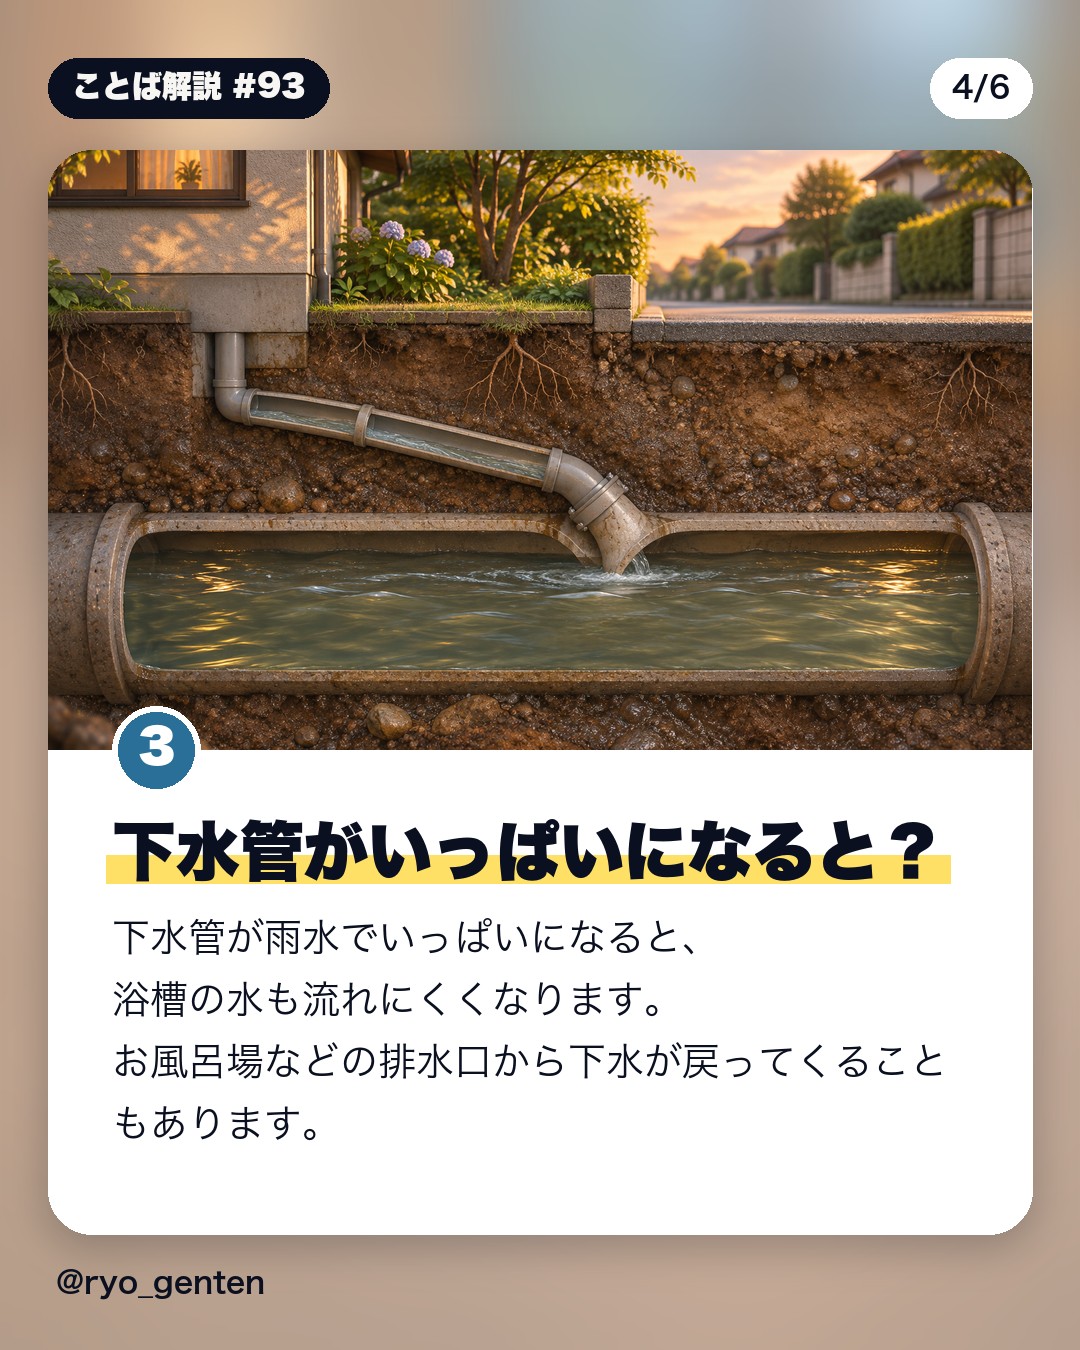 ことば解説 #93
4/6
3
下水管がいっぱいになると？
下水管が雨水でいっぱいになると、
浴槽の水も流れにくくなります。
お風呂場などの排水口から下水が戻ってくること
もあります。
@ryo_genten